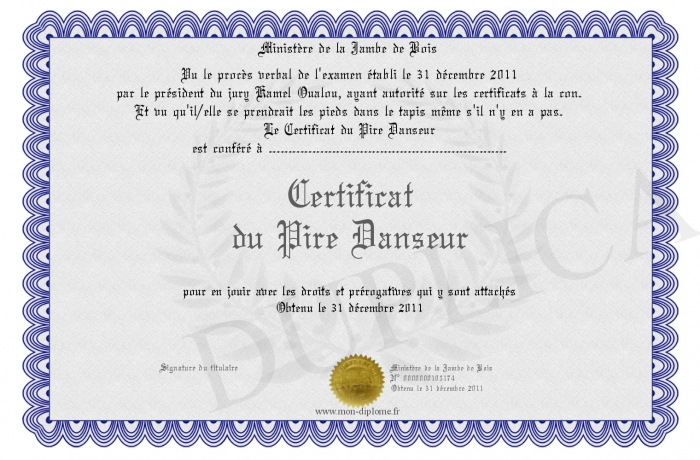 Ministère de la Jambe de Bois
Vu le procès verbal de l'examen établi le 31 décembre 2011
par le président du jury Kamel Oualou, ayant autorité sur les certificats à la con.
Et vu qu'il/elle se prendrait les pieds dans le tapis même s'il n'y en a pas.
Le Certificat du Pire Danseur
est conféré à
Certificat
du Pire Danseur
DUPLICA
pour en jouir avec les droits et prérogatives qui y sont attachés
Obtenu le 31 décembre 2011
Signature du titulaire
Ministère de la Jambe de Bois
N° 0000000105174
Obtenu le 31 décembre 2011
www.mon-diplome.fr